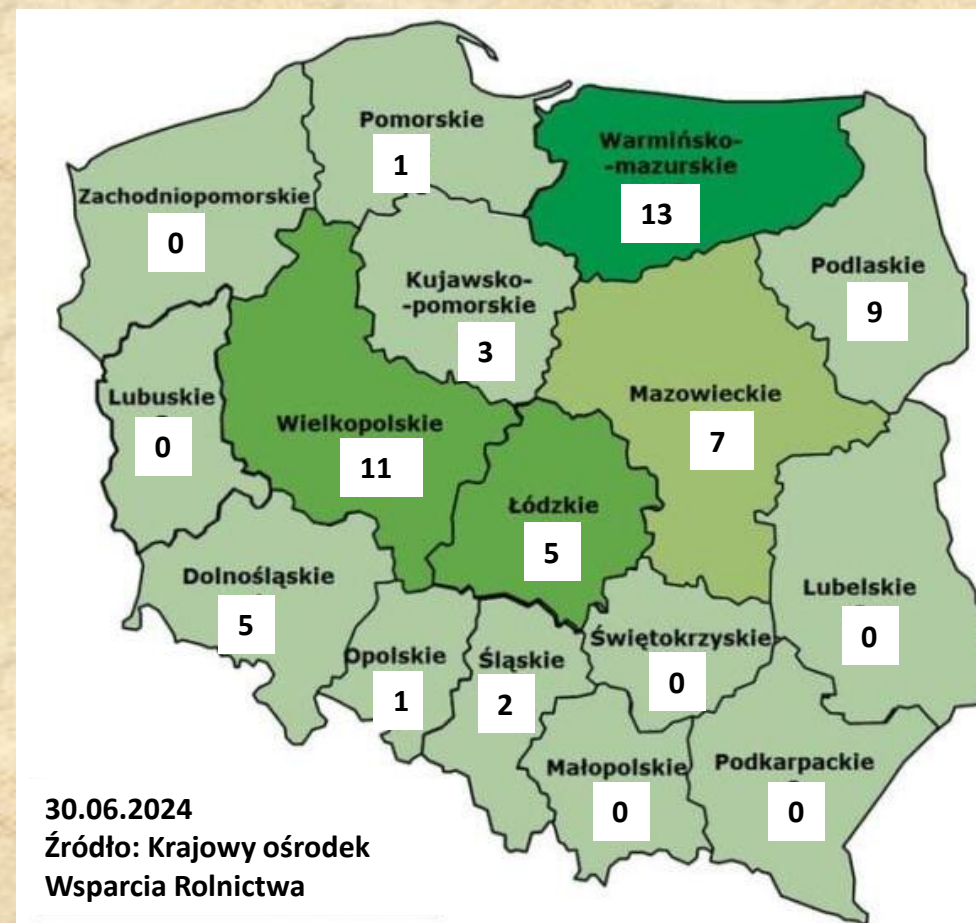 Pomorskie
1
Warmińsko-
-mazurskie
13
Zachodniopomorskie
0
Kujawsko-
-pomorskie
3
Podlaskie
9
Lubuskie
0
Wielkopolskie
11
Mazowieckie
7
Łódzkie
5
Dolnośląskie
5
Lubelskie
0
Opolskie
1
Śląskie
2
Świętokrzyskie
0
Małopolskie
0
Podkarpackie
0
30.06.2024
Źródło: Krajowy ośrodek
Wsparcia Rolnictwa